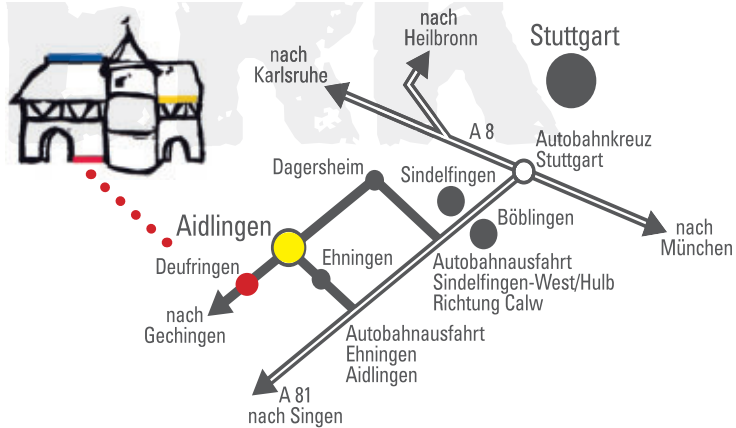 nach
Heilbronn
Stuttgart
nach
Karlsruhe
A 8
Autobahnkreuz
Stuttgart
Dagersheim
Sindelfingen
Aidlingen
Böblingen
nach
München
Deufringen
Ehningen
Autobahnausfahrt
Sindelfingen-West/Hulb
Richtung Calw
nach
Gechingen
Autobahnausfahrt
Ehningen
Aidlingen
A 81
nach Singen